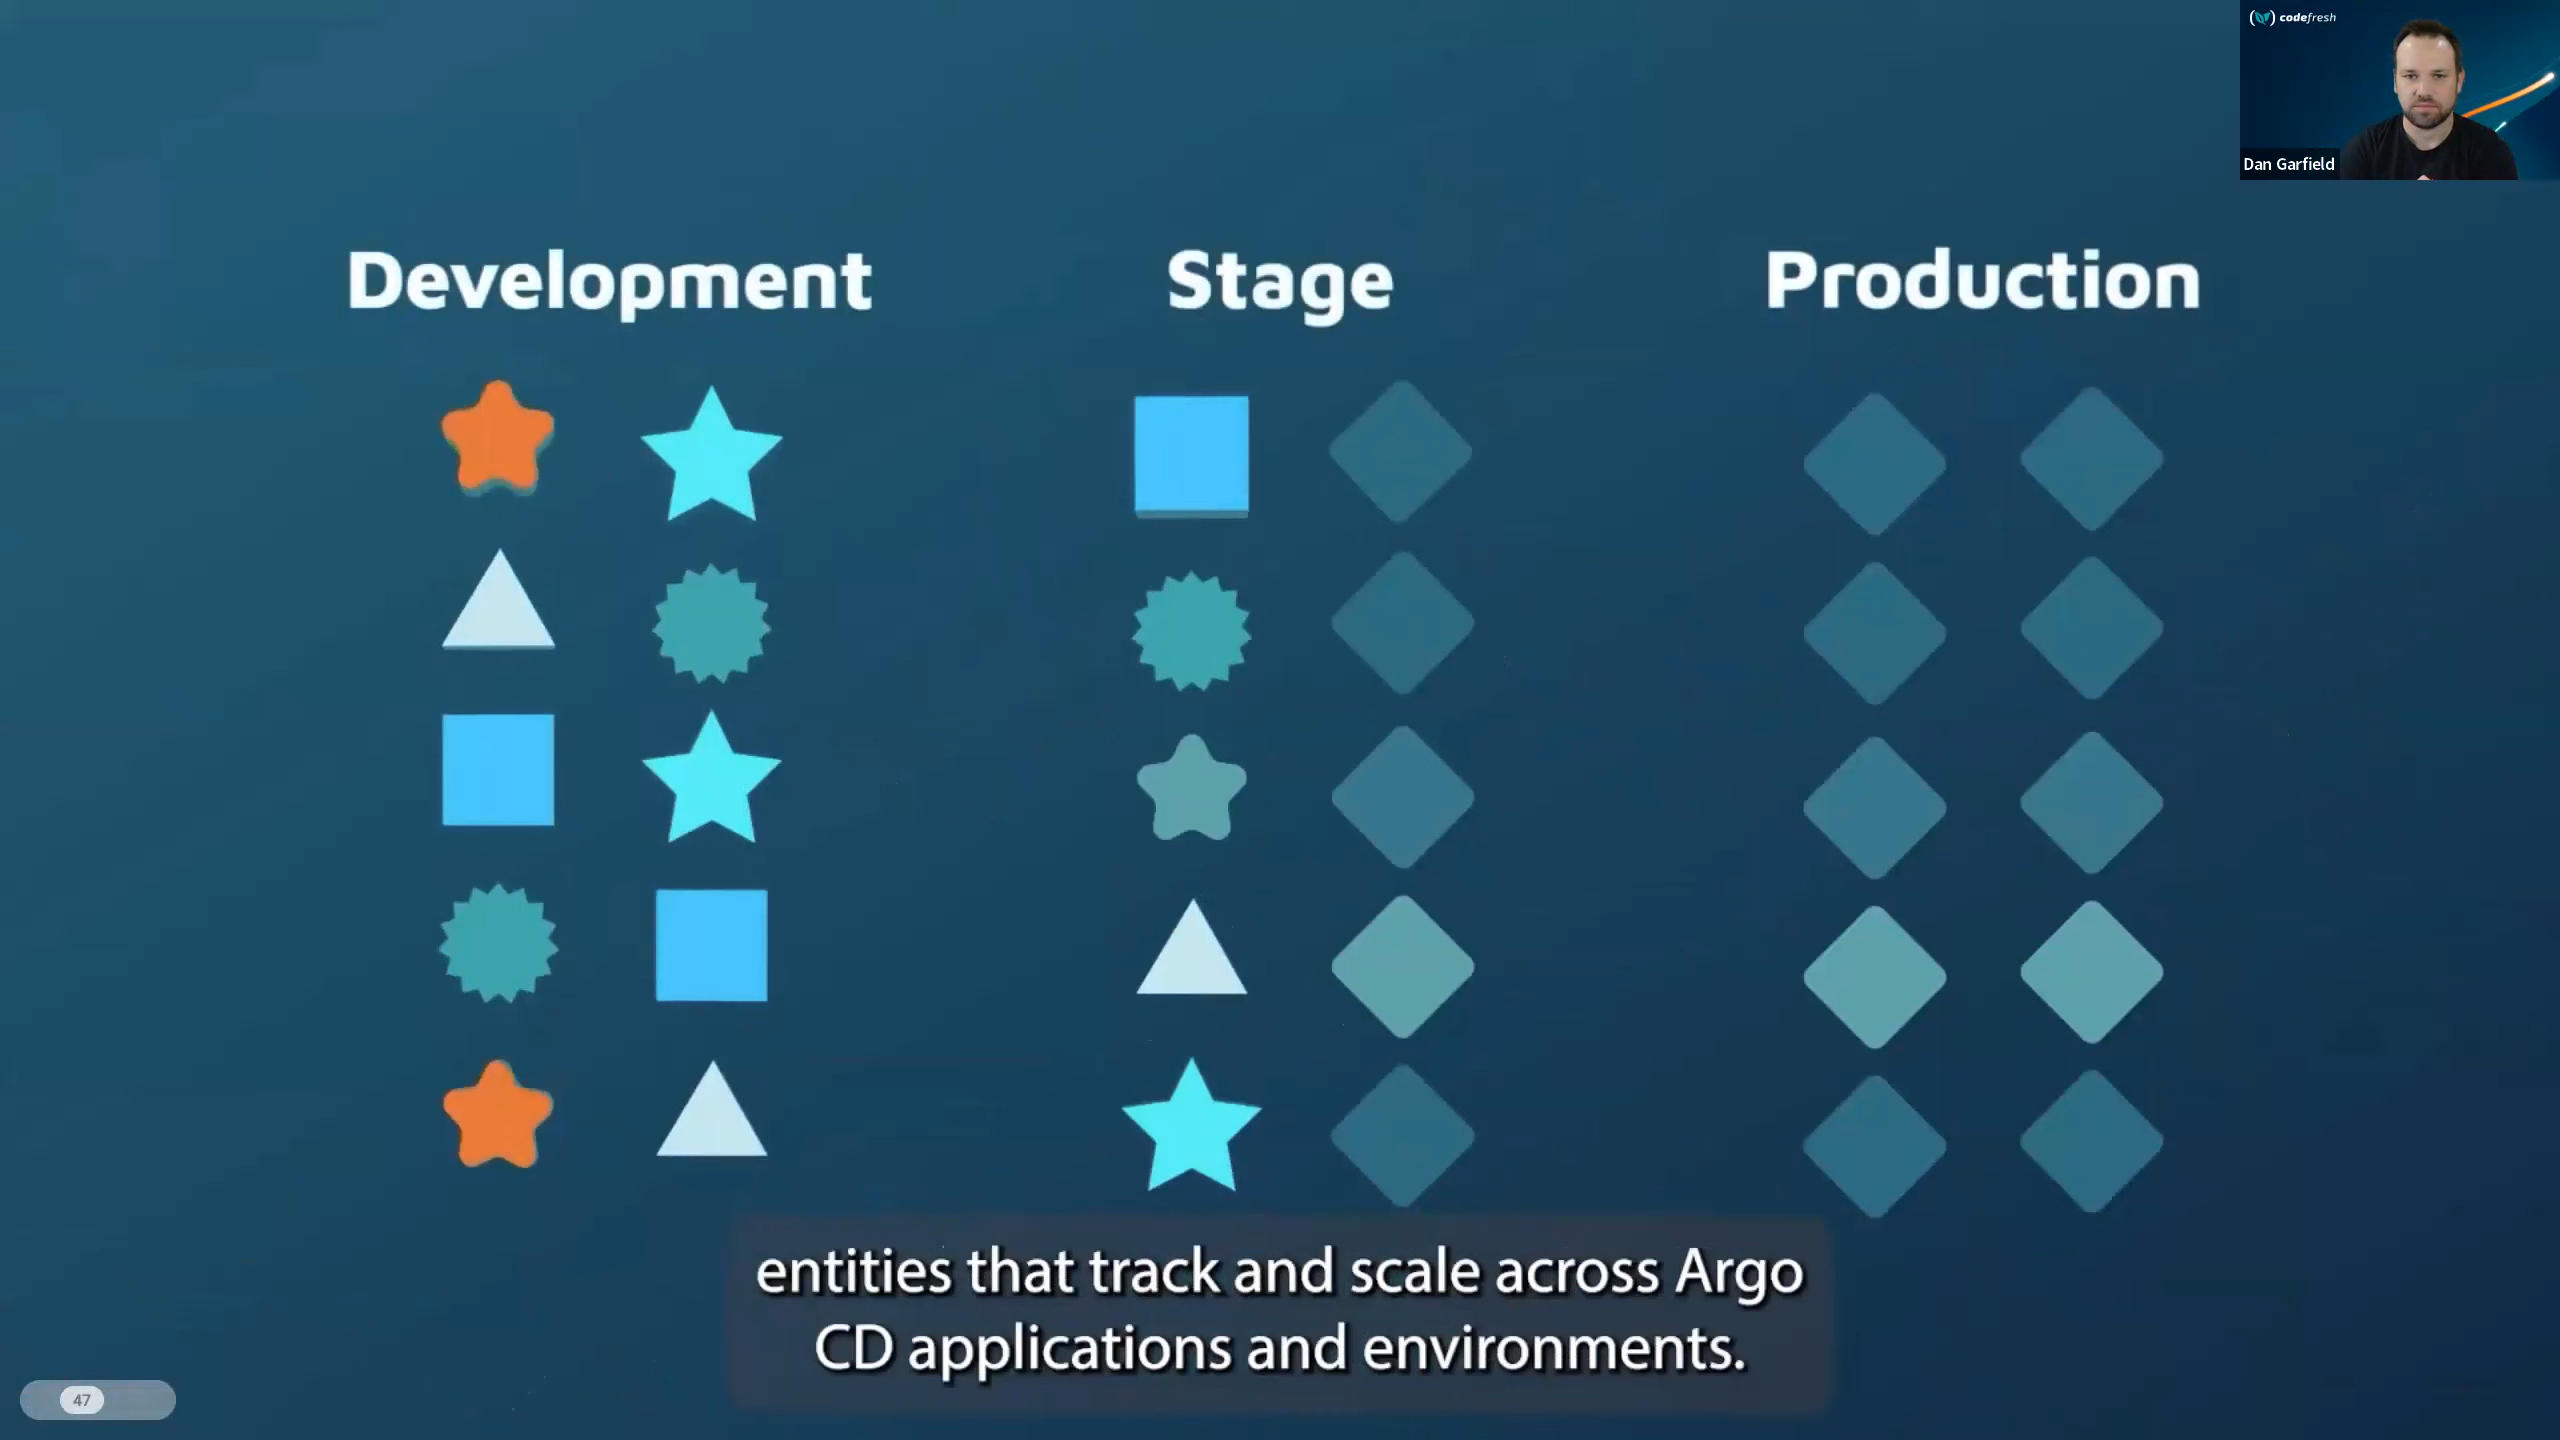 codefresh
Dan Garfield
Development
Stage
Production
entities that track and scale across Argo
CD applications and environments.
47